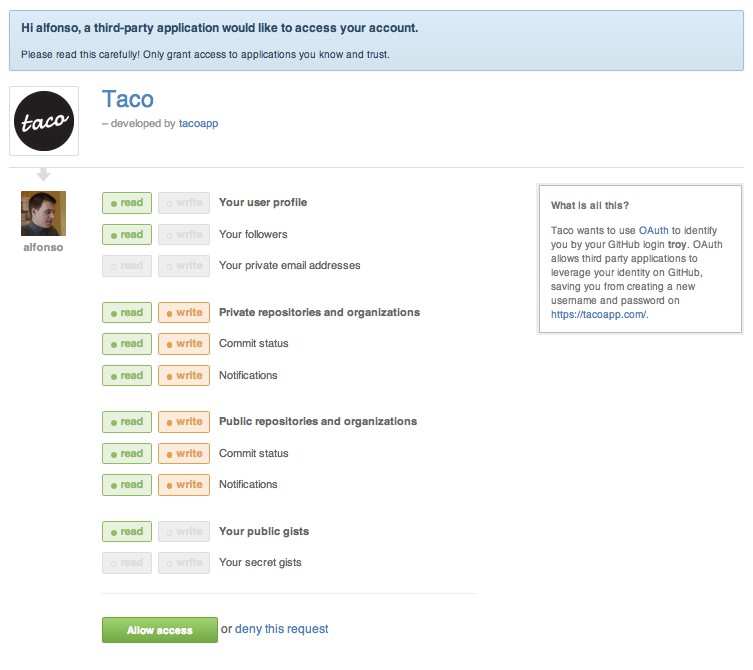 Hi alfonso, a third-party application would like to access your account.
Please read this carefully! Only grant access to applications you know and trust.
taco
Taco
– developed by tacoapp
alfonso
read write Your user profile
read write Your followers
read write Your private email addresses
read write Private repositories and organizations
read write Commit status
read write Notifications
read write Public repositories and organizations
read write Commit status
read write Notifications
read write Your public gists
read write Your secret gists
Allow access or deny this request
What is all this?
Taco wants to use OAuth to identify
you by your GitHub login troy. OAuth
allows third party applications to
leverage your identity on GitHub,
saving you from creating a new
username and password on
https://tacoapp.com/.